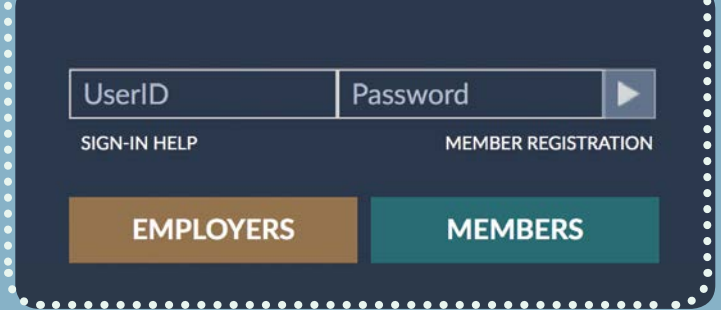 UserID Password
SIGN-IN HELP MEMBER REGISTRATION
EMPLOYERS MEMBERS